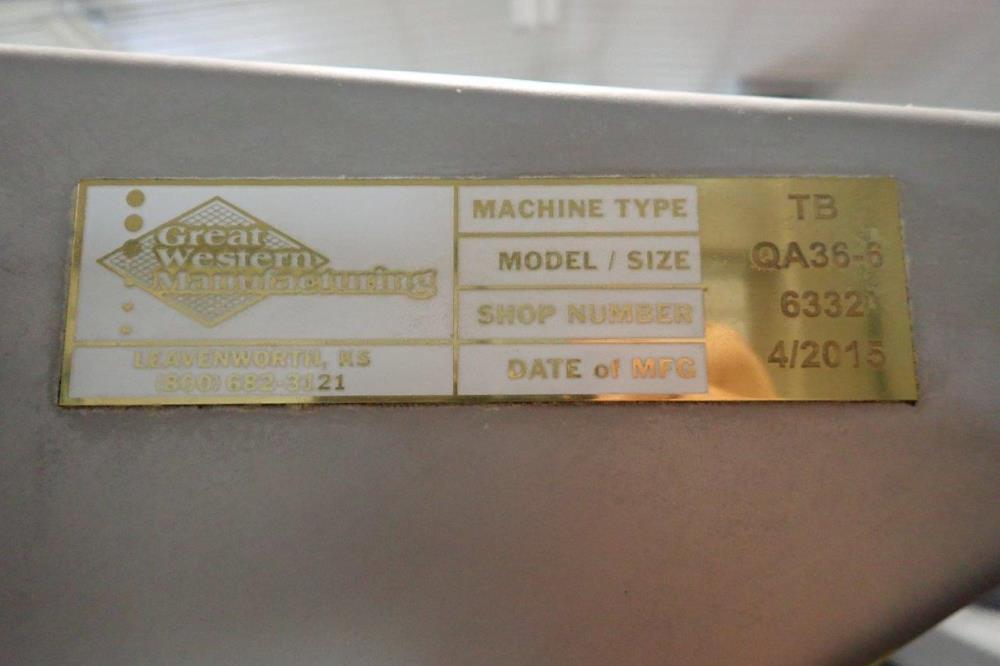 Great
Western
Manufacturing
LEAVENWORTH, KS
(800) 682-3121
MACHINE TYPE TB
MODEL / SIZE QA36-6
SHOP NUMBER 6332
DATE of MFG 4/2015